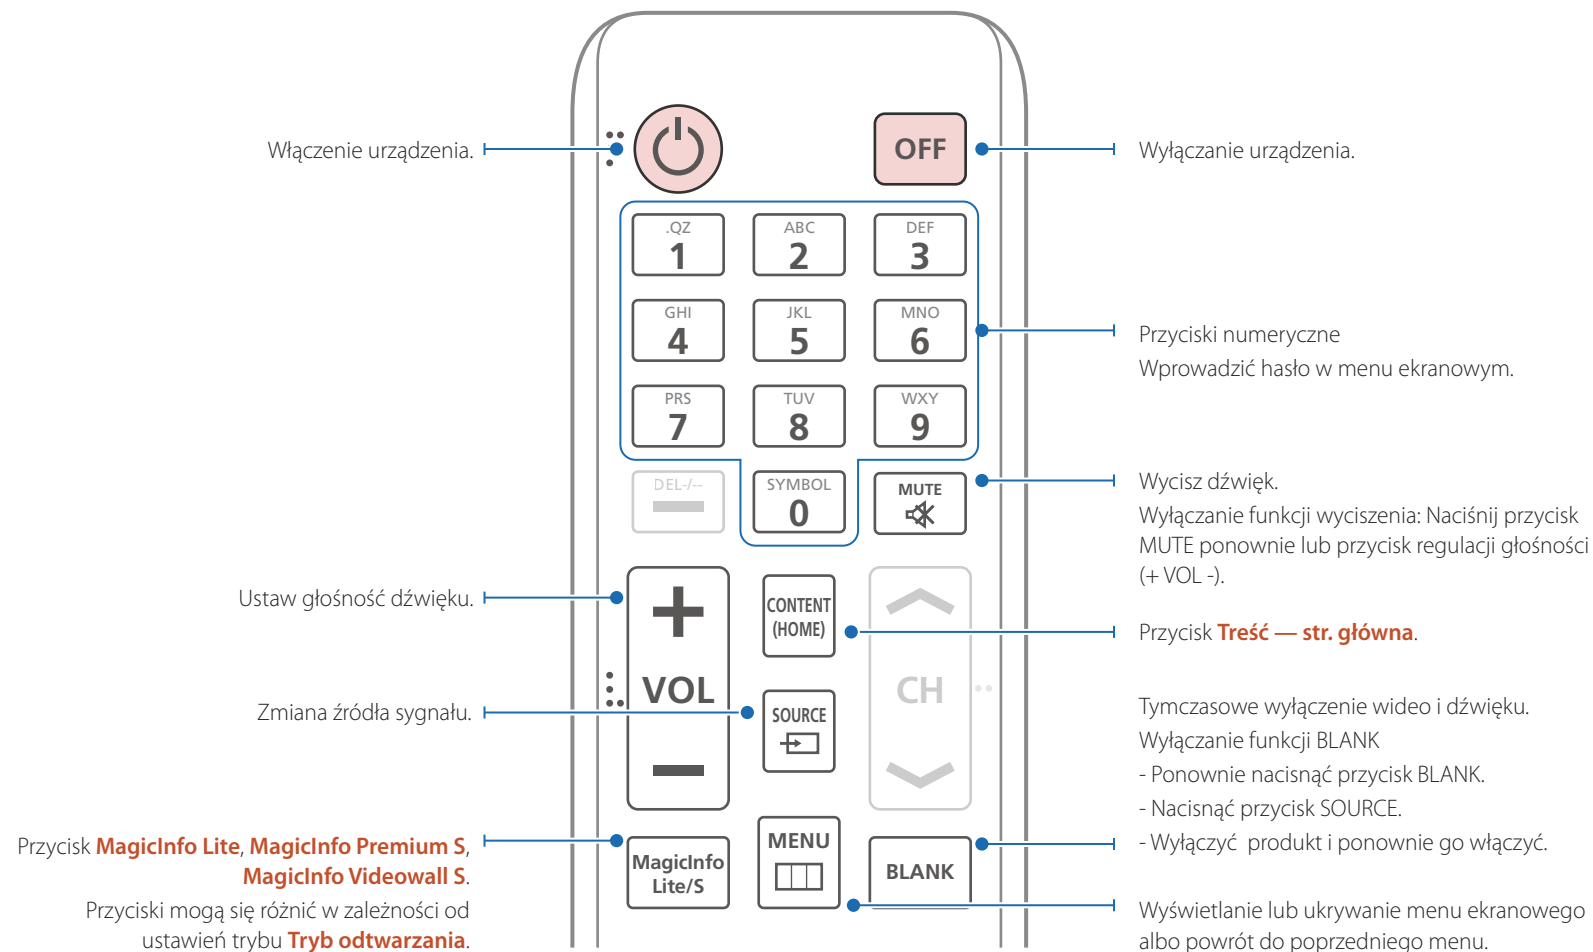 Włączenie urządzenia.
OFF
Wyłączanie urządzenia.
.QZ
1
ABC
2
DEF
3
GHI
4
JKL
5
MNO
6
PRS
7
TUV
8
WXY
9
Przyciski numeryczne
Wprowadzić hasło w menu ekranowym.
DEL-/--
SYMBOL
0
MUTE
Wycisz dźwięk.
Wyłączanie funkcji wyciszenia: Naciśnij przycisk
MUTE ponownie lub przycisk regulacji głośności
(+ VOL -).
Ustaw głośność dźwięku.
VOL
CONTENT
(HOME)
CH
Przycisk Treść — str. główna.
Zmiana źródła sygnału.
SOURCE
Tymczasowe wyłączenie wideo i dźwięku.
Wyłączanie funkcji BLANK
- Ponownie nacisnąć przycisk BLANK.
- Nacisnąć przycisk SOURCE.
- Wyłączyć produkt i ponownie go włączyć.
Przycisk MagicInfo Lite, MagicInfo Premium S,
MagicInfo Videowall S.
Przyciski mogą się różnić w zależności od
ustawień trybu Tryb odtwarzania.
MagicInfo
Lite/S
MENU
BLANK
Wyświetlanie lub ukrywanie menu ekranowego
albo powrót do poprzedniego menu.